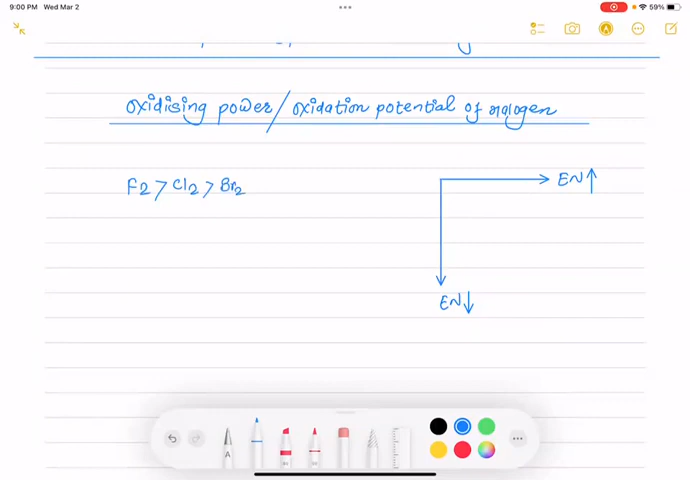 9:00 PM Wed Mar 2
59%
oxidising power/oxidation potential of Halogen
F2 > Cl2 > Br2
EN↑
EN↓
A